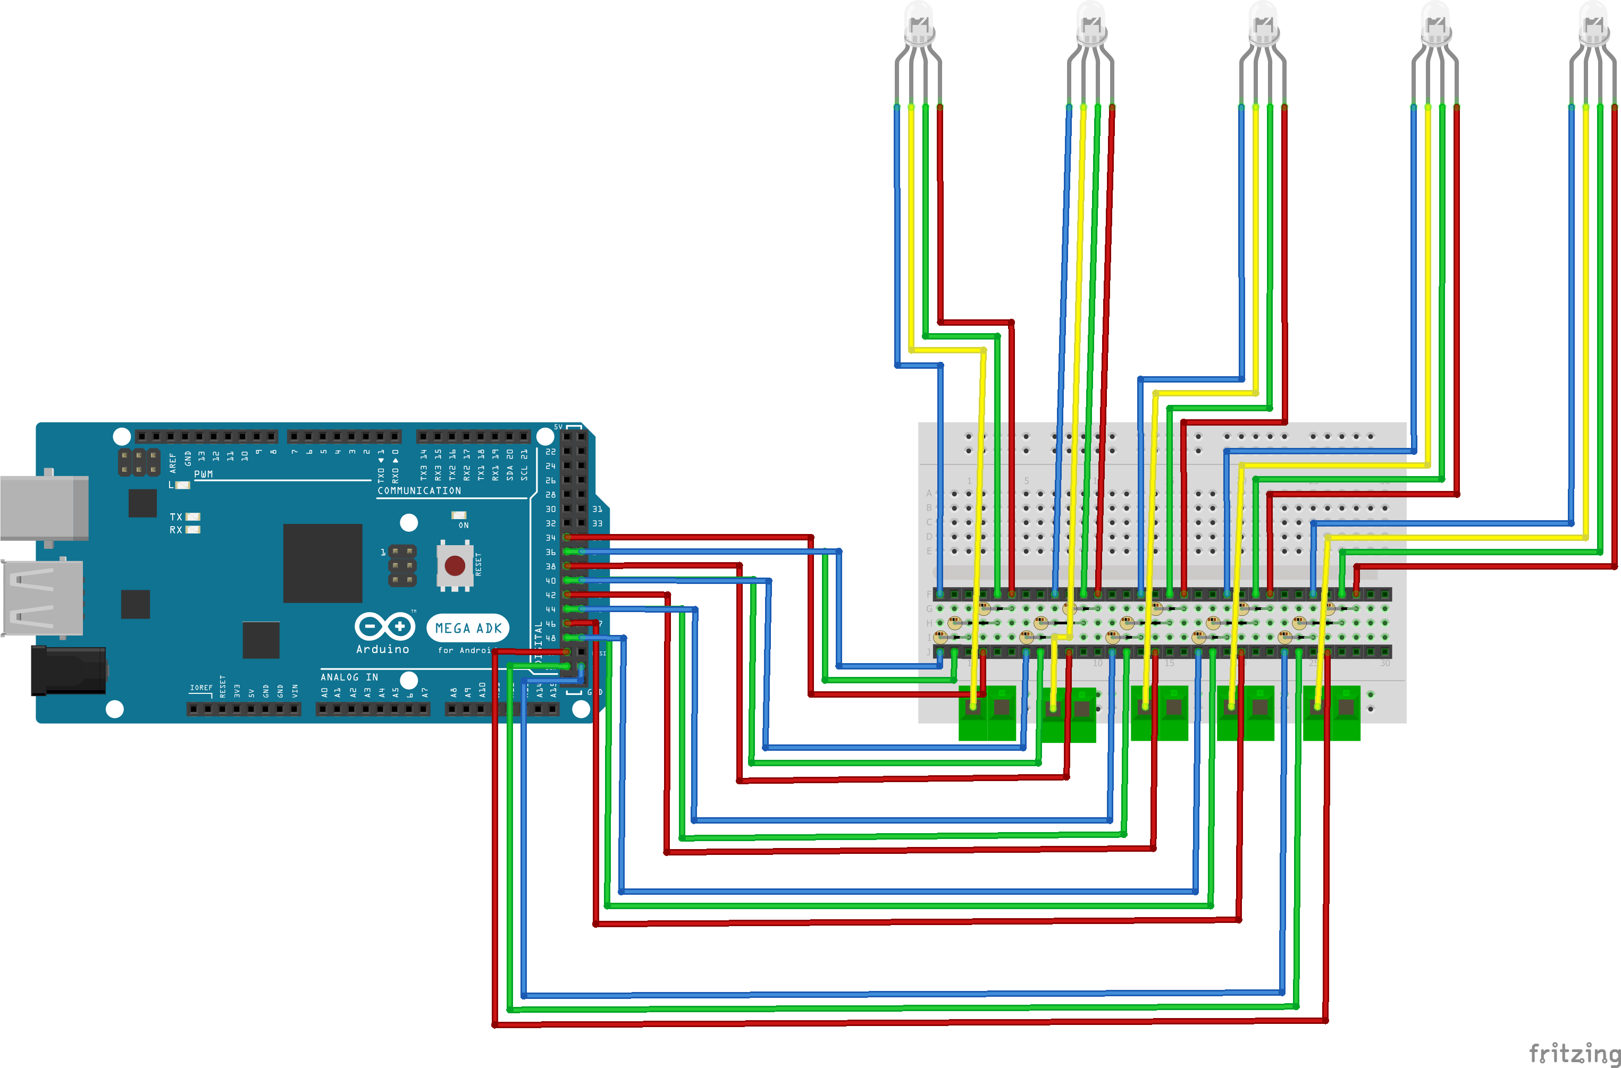 5V
22
24
26
28
30 31
32 33
34
36
38
40
42
44
46
48
AREF
GND
13
12
11
10
9
8
7
6
5
4
3
2
TX0 ▶ 1
RX0 ◀ 0
TX3 14
RX3 15
TX2 16
RX2 17
TX1 18
RX1 19
SDA 20
SCL 21
PWM
COMMUNICATION
L
TX
RX
ON
1
RESET
Arduino
TM
MEGA ADK
for Androi
DIGITAL
ANALOG IN
IOREF
RESET
3V3
5V
GND
GND
VIN
A0
A1
A2
A3
A4
A5
6
A7
A8
A9
A10
A14
A15
1 5
A
B
C
D
E
F
G
H
I
J
10 15 25 30
fritzing